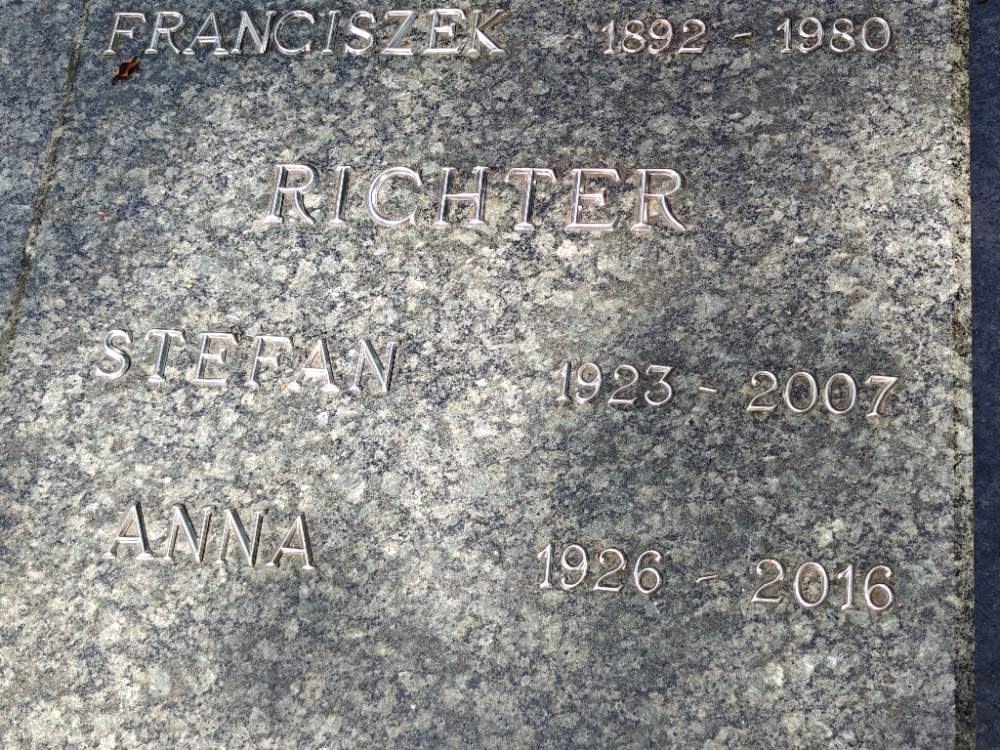 FRANCISZEK 1892 - 1980
RICHTER
STEFAN 1923 - 2007
ANNA 1926 - 2016